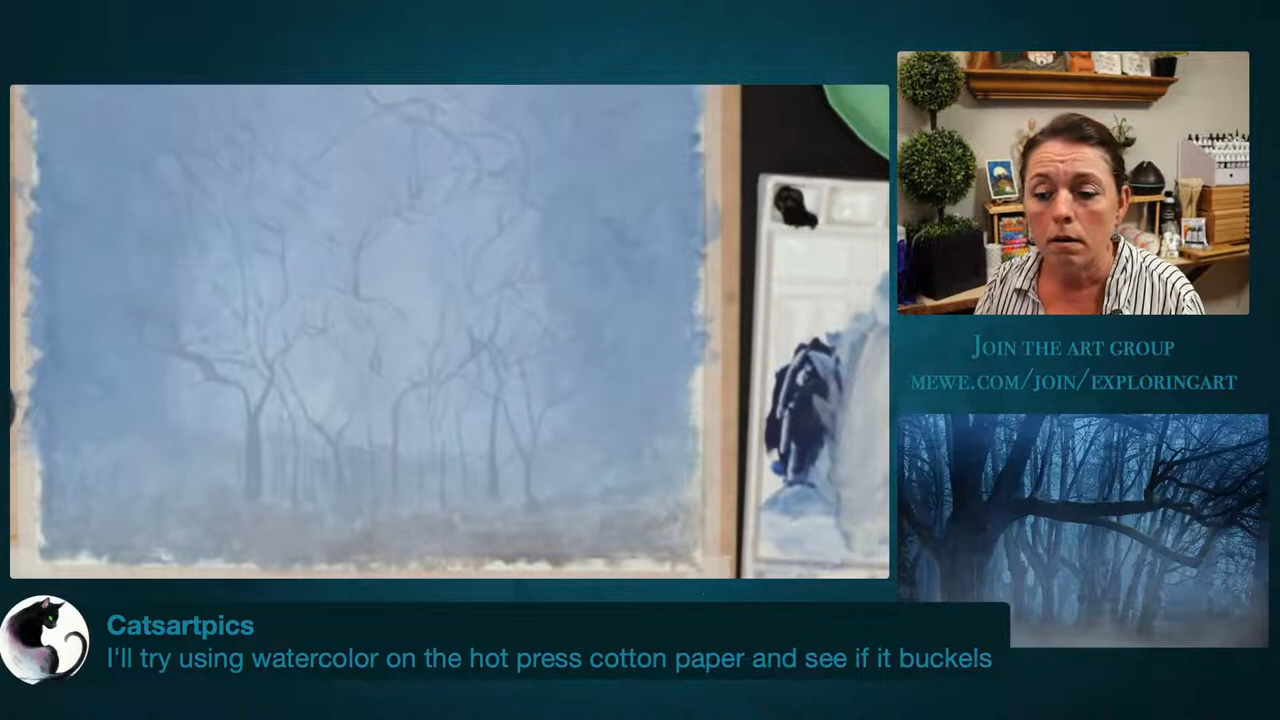 JOIN THE ART GROUP
MEWE.COM/JOIN/EXPLORINGART
Catsartpics
I'll try using watercolor on the hot press cotton paper and see if it buckels